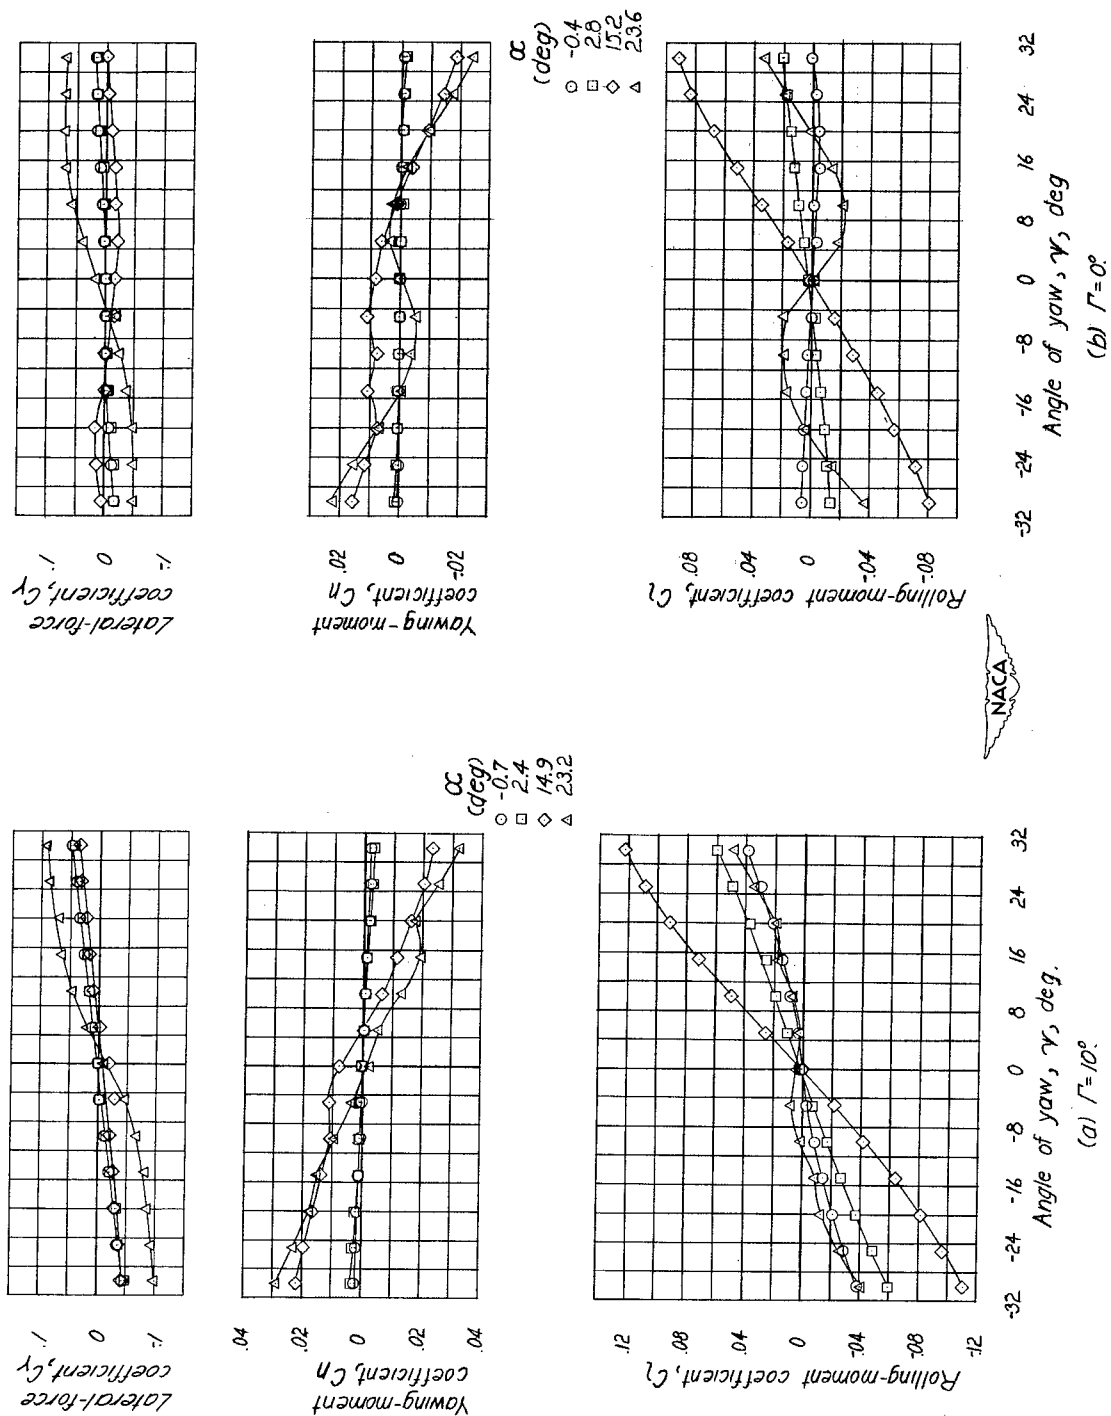 Lateral-force
coefficient, CY
.1
0
-.1
Yawing-moment
coefficient, Cn
.04
.02
0
.02
.04
α
(deg)
-0.7
2.4
14.9
23.2
Rolling-moment coefficient, Cl
.12
.08
.04
0
-.04
-.08
-.12
-32
-24
-16
-8
0
8
16
24
32
Angle of yaw, ψ, deg.
(a) Γ=10°.
Lateral-force
coefficient, CY
.1
0
-.1
Yawing-moment
coefficient, Cn
.02
0
-.02
α
(deg)
-0.4
2.8
15.2
23.6
Rolling-moment coefficient, Cl
.08
.04
0
-.04
-.08
-32
-24
-16
-8
0
8
16
24
32
Angle of yaw, ψ, deg
(b) Γ=0°.
NACA